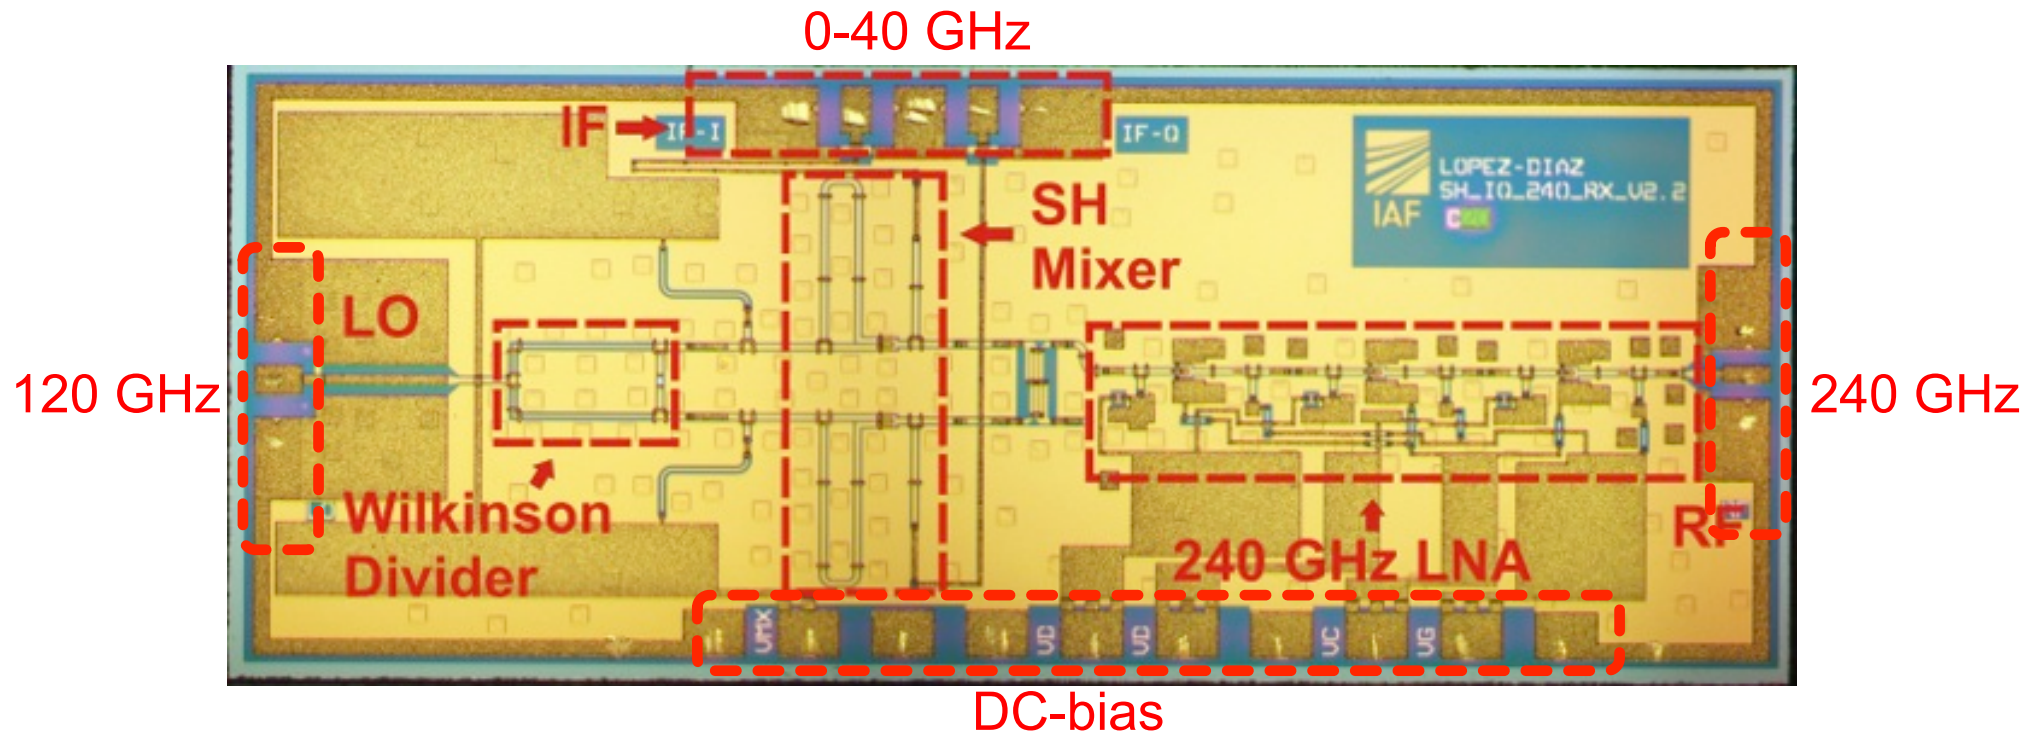 0-40 GHz
IF
IF-I
IF-Q
LOPEZ-DIAZ
SH_IQ_240_RX_V2.2
IAF
SH
Mixer
LO
120 GHz
240 GHz
Wilkinson
Divider
240 GHz LNA
RF
VMX
VD
VD
VC
VG
DC-bias